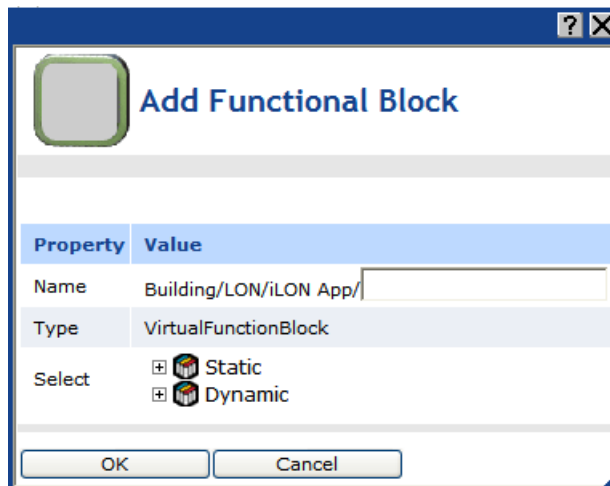 ?
Add Functional Block
Property Value
Name Building/LON/iLON App/
Type VirtualFunctionBlock
Select
Static
Dynamic
OK Cancel